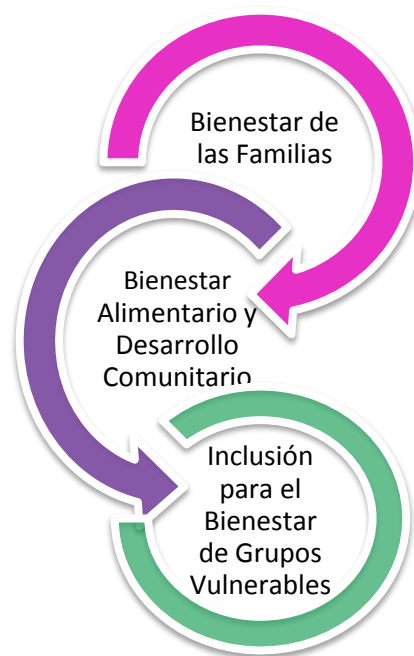 Bienestar de
las Familias
Bienestar
Alimentario y
Desarrollo
Comunitario
Inclusión
para el
Bienestar
de Grupos
Vulnerables